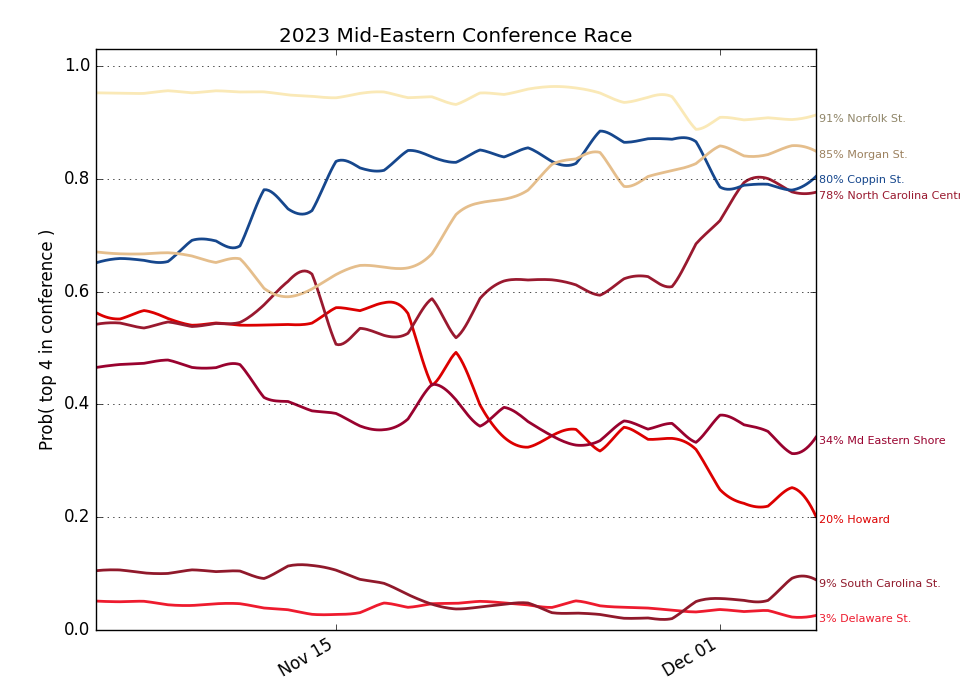 2023 Mid-Eastern Conference Race
Prob( top 4 in conference )
1.0
0.8
0.6
0.4
0.2
0.0
Nov 15
Dec 01
91% Norfolk St.
85% Morgan St.
80% Coppin St.
78% North Carolina Centr
34% Md Eastern Shore
20% Howard
9% South Carolina St.
3% Delaware St.